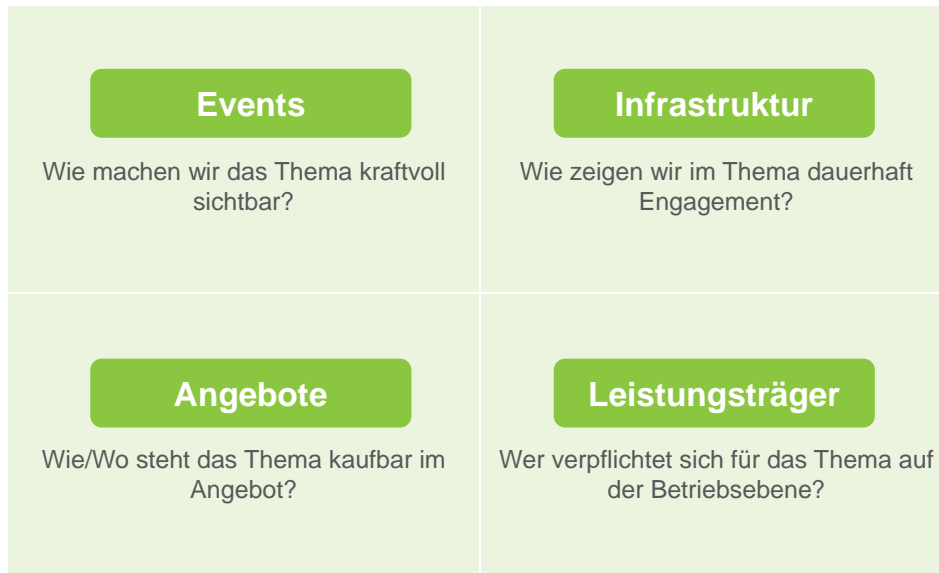 Events
Wie machen wir das Thema kraftvoll
sichtbar?
Infrastruktur
Wie zeigen wir im Thema dauerhaft
Engagement?
Angebote
Wie/Wo steht das Thema kaufbar im
Angebot?
Leistungsträger
Wer verpflichtet sich für das Thema auf
der Betriebsebene?